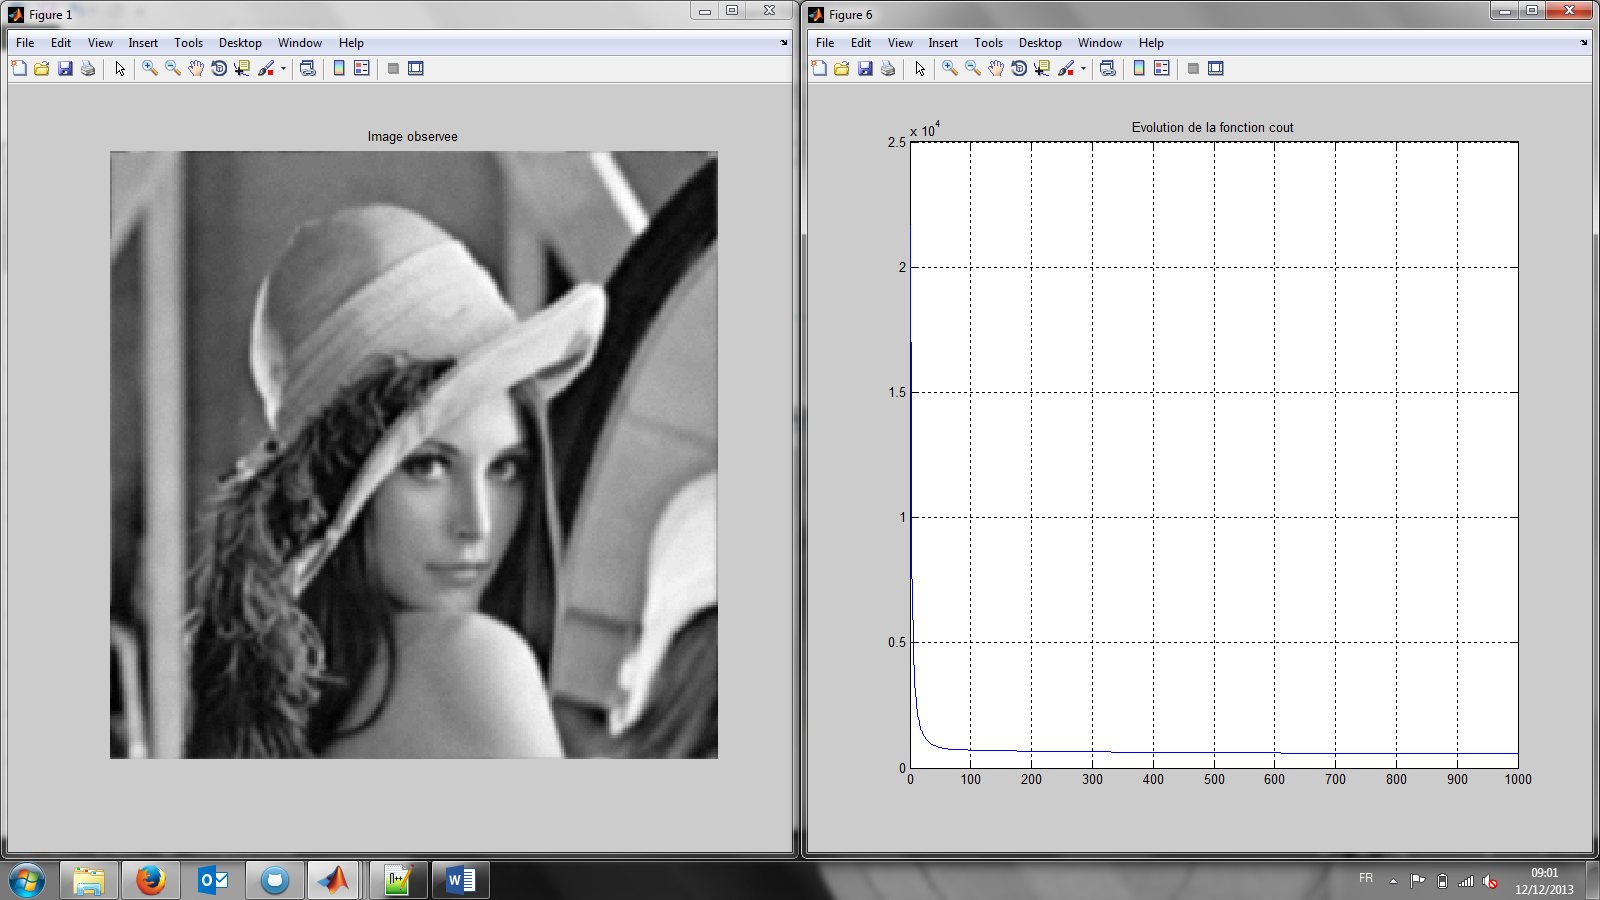 Figure 1
File Edit View Insert Tools Desktop Window Help
Image observee
Figure 6
File Edit View Insert Tools Desktop Window Help
Evolution de la fonction cout
x 10^4
2.5
2
1.5
1
0.5
0
0 100 200 300 400 500 600 700 800 900 1000
FR
09:01
12/12/2013